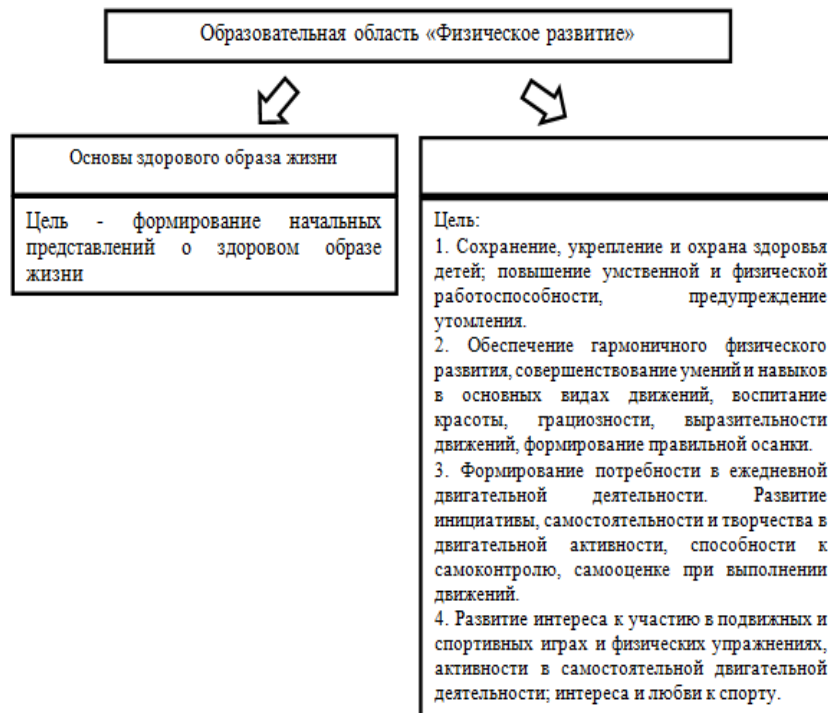 Образовательная область «Физическое развитие»
Основы здорового образа жизни
Цель - формирование начальных
представлений о здоровом образе
жизни
Цель:
1. Сохранение, укрепление и охрана здоровья
детей; повышение умственной и физической
работоспособности, предупреждение
утомления.
2. Обеспечение гармоничного физического
развития, совершенствование умений и навыков
в основных видах движений, воспитание
красоты, грациозности, выразительности
движений, формирование правильной осанки.
3. Формирование потребности в ежедневной
двигательной деятельности. Развитие
инициативы, самостоятельности и творчества в
двигательной активности, способности к
самоконтролю, самооценке при выполнении
движений.
4. Развитие интереса к участию в подвижных и
спортивных играх и физических упражнениях,
активности в самостоятельной двигательной
деятельности; интереса и любви к спорту.